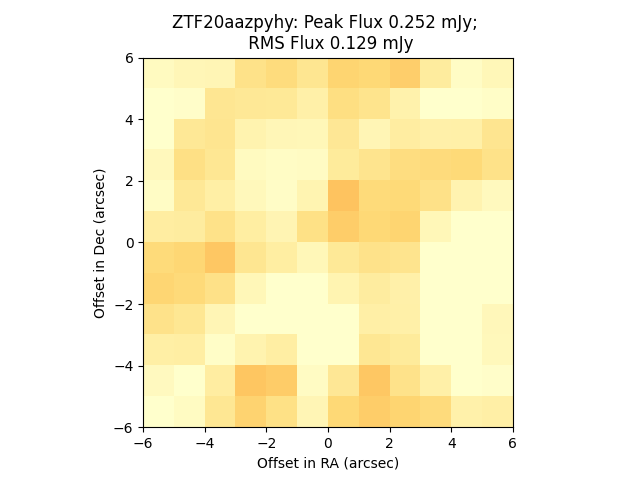 ZTF20aazpyhy: Peak Flux 0.252 mJy;
RMS Flux 0.129 mJy
6
4
2
0
−2
−4
−6
Offset in Dec (arcsec)
−6 −4 −2 0 2 4 6
Offset in RA (arcsec)